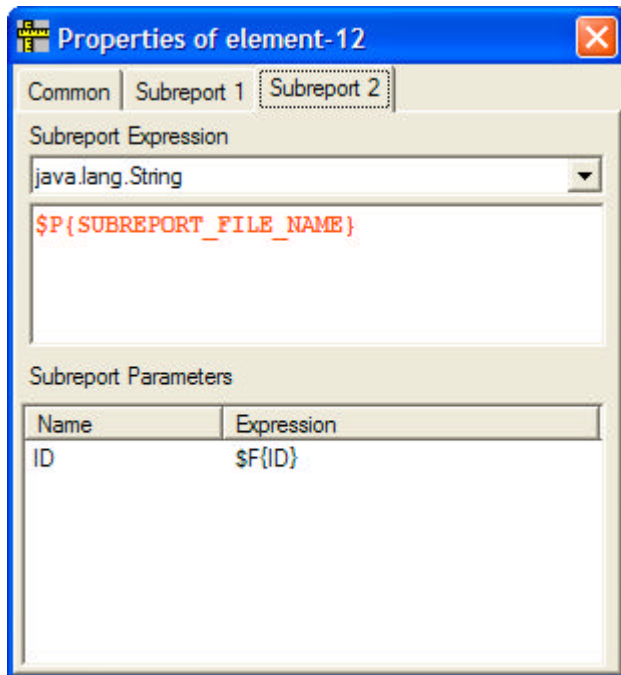 Properties of element-12
Common Subreport 1 Subreport 2
Subreport Expression
java.lang.String
$P{SUBREPORT_FILE_NAME}
Subreport Parameters
Name Expression
ID $F{ID}